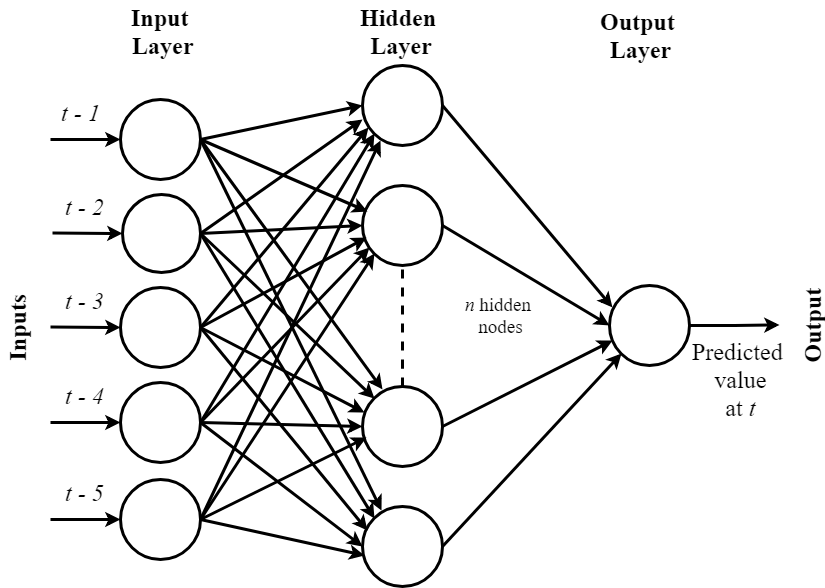 Input
Layer
Hidden
Layer
Output
Layer
t - 1
t - 2
t - 3
t - 4
t - 5
Inputs
n hidden
nodes
Predicted
value
at t
Output